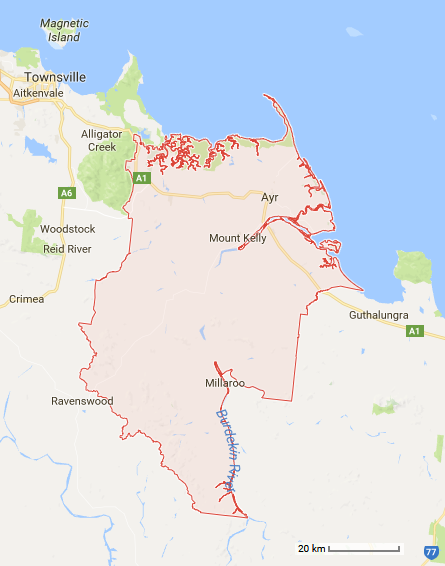 Magnetic
Island
Townsville
Aitkenvale
Alligator
Creek
A1
A6
Ayr
Woodstock
Mount Kelly
Reid River
Crimea
Guthalungra
A1
Millaroo
Ravenswood
Burdekin River
20 km
77